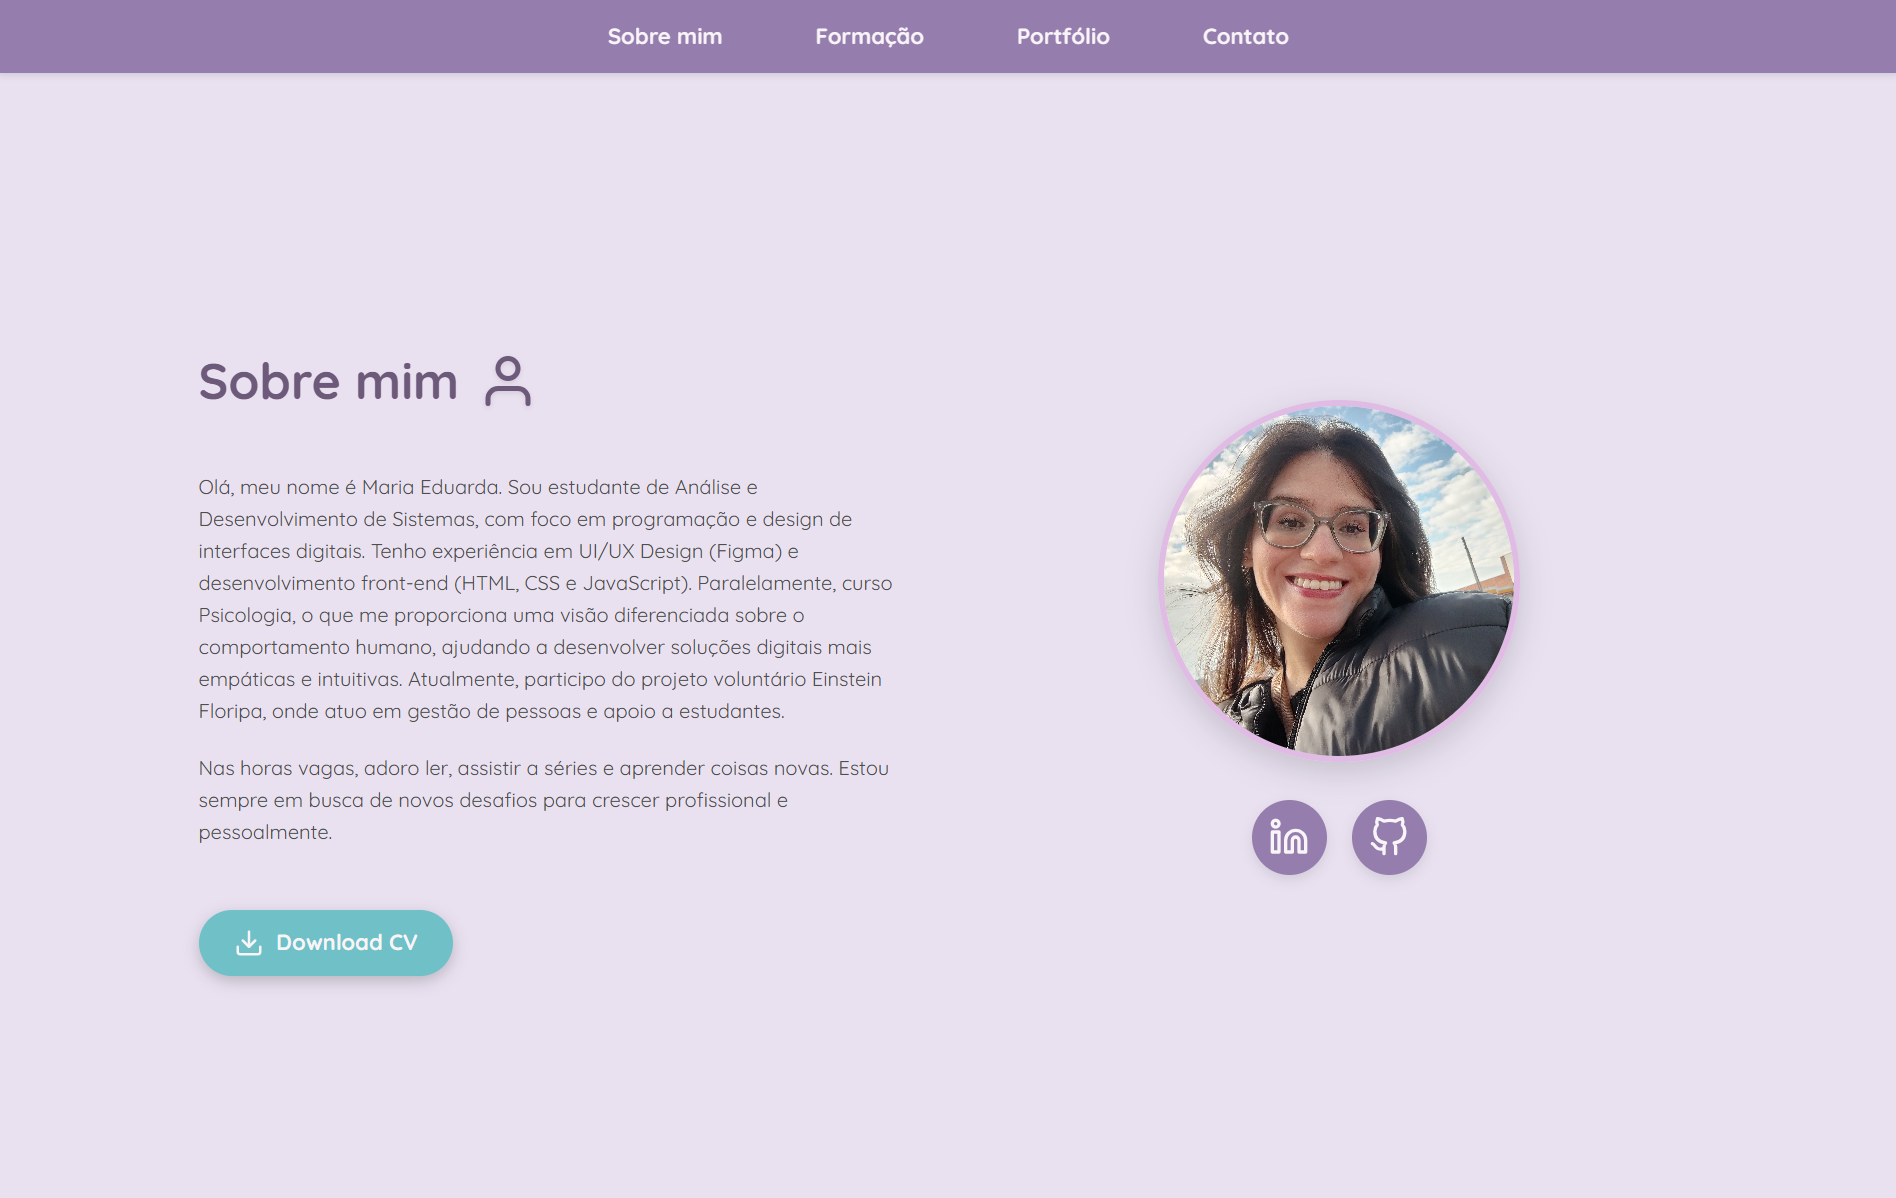 Sobre mim
Formação
Portfólio
Contato
Sobre mim
Olá, meu nome é Maria Eduarda. Sou estudante de Análise e
Desenvolvimento de Sistemas, com foco em programação e design de
interfaces digitais. Tenho experiência em UI/UX Design (Figma) e
desenvolvimento front-end (HTML, CSS e JavaScript). Paralelamente, curso
Psicologia, o que me proporciona uma visão diferenciada sobre o
comportamento humano, ajudando a desenvolver soluções digitais mais
empáticas e intuitivas. Atualmente, participo do projeto voluntário Einstein
Floripa, onde atuo em gestão de pessoas e apoio a estudantes.
Nas horas vagas, adoro ler, assistir a séries e aprender coisas novas. Estou
sempre em busca de novos desafios para crescer profissional e
pessoalmente.
Download CV
in